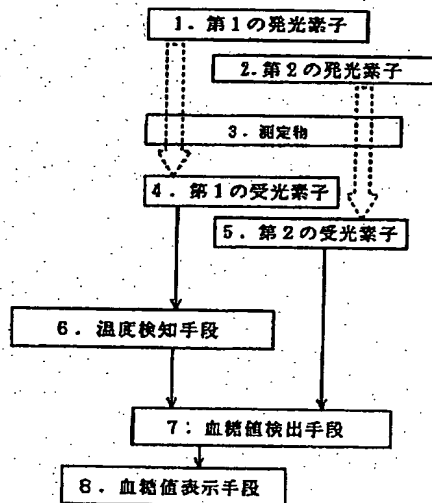 1. 第1の発光素子
2. 第2の発光素子
3. 測定物
4. 第1の受光素子
5. 第2の受光素子
6. 温度検知手段
7: 血糖値検出手段
8. 血糖値表示手段